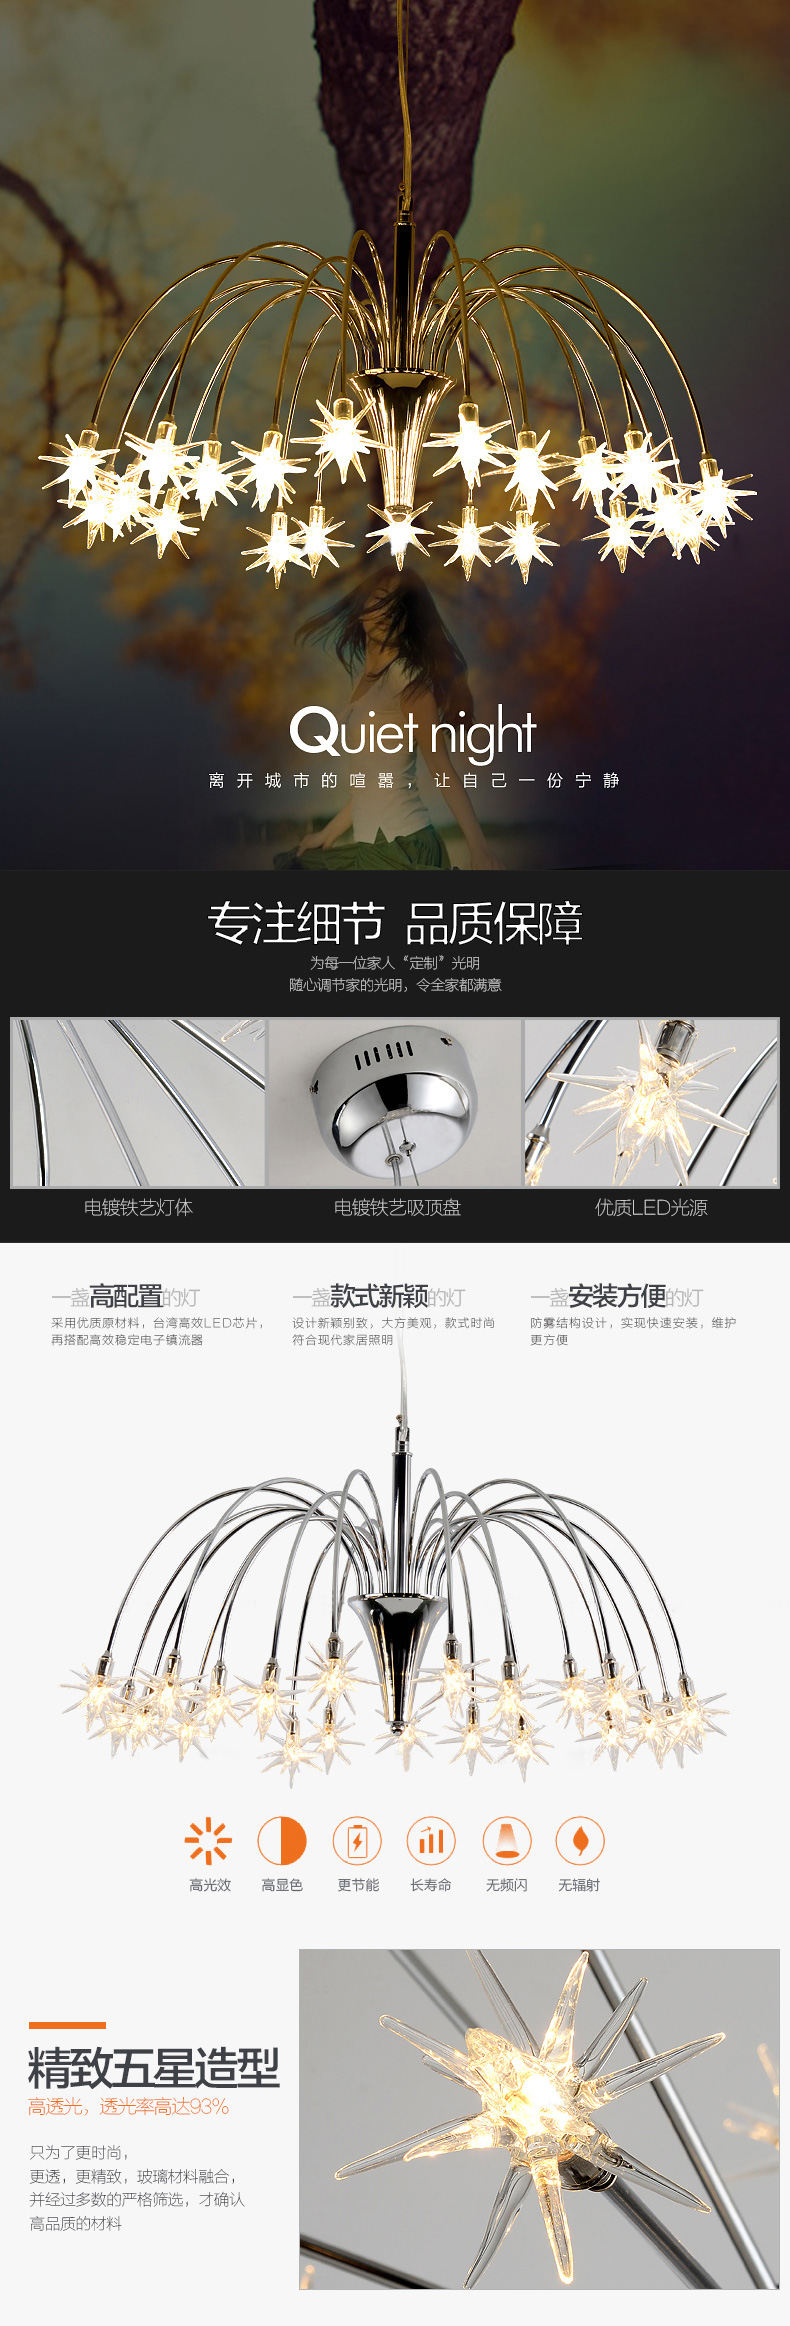 Quiet night
离开城市的喧嚣，让自己一份宁静
专注细节 品质保障
为每一位家人“定制”光明
随心调节家的光明，令全家都满意
电镀铁艺灯体
电镀铁艺吸顶盘
优质LED光源
一盏高配置的灯
采用优质原材料，台湾高效LED芯片，
再搭配高效稳定电子镇流器
一盏款式新颖的灯
设计新颖别致，大方美观，款式时尚
符合现代家居照明
一盏安装方便的灯
防雾结构设计，实现快速安装，维护
更方便
高光效
高显色
更节能
长寿命
无频闪
无辐射
精致五星造型
高透光，透光率高达93%
只为了更时尚，
更透，更精致，玻璃材料融合，
并经过多数的严格筛选，才确认
高品质的材料